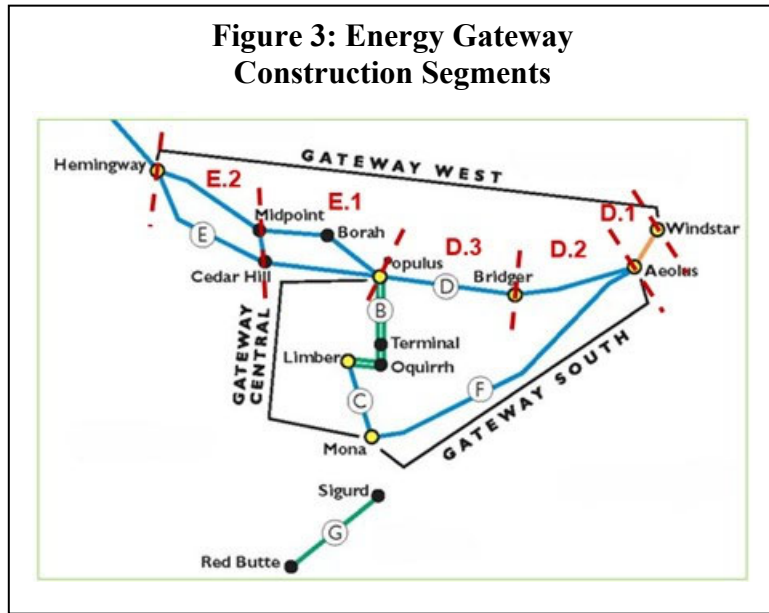 Figure 3: Energy Gateway
Construction Segments
GATEWAY WEST
Hemingway
E.2
E.1
Midpoint
Borah
D.1
Windstar
E
D.3
D.2
Cedar Hill
Populus
Bridger
Aeolus
D
B
GATEWAY
CENTRAL
Terminal
Limber
Oquirrh
F
GATEWAY SOUTH
C
Mona
Sigurd
G
Red Butte